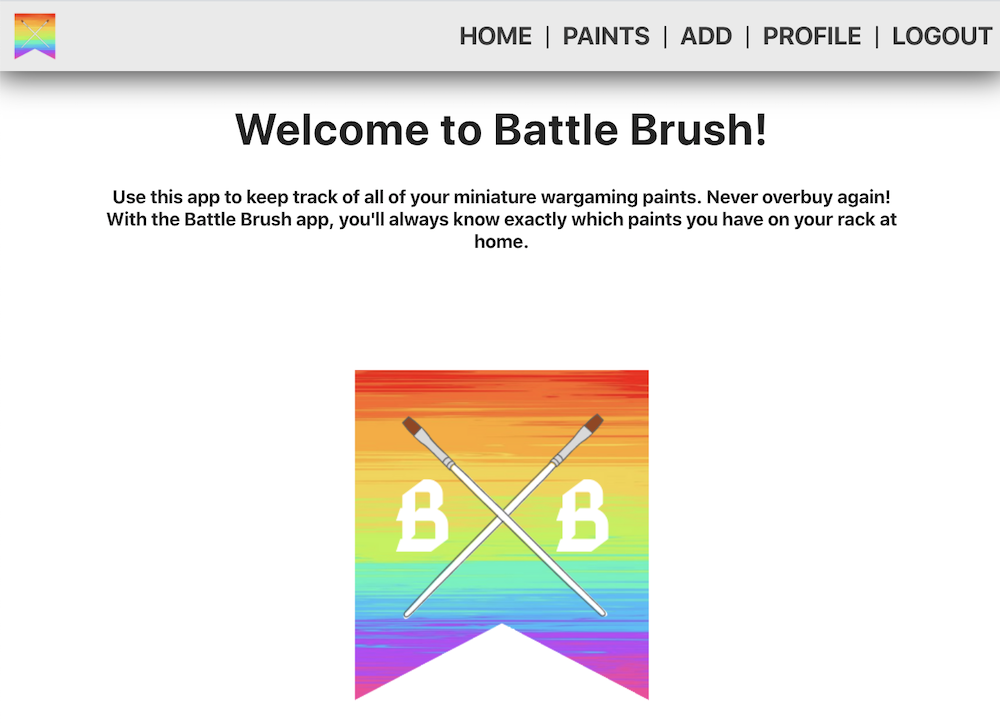 HOME | PAINTS | ADD | PROFILE | LOGOUT
Welcome to Battle Brush!
Use this app to keep track of all of your miniature wargaming paints. Never overbuy again!
With the Battle Brush app, you'll always know exactly which paints you have on your rack at
home.
B B